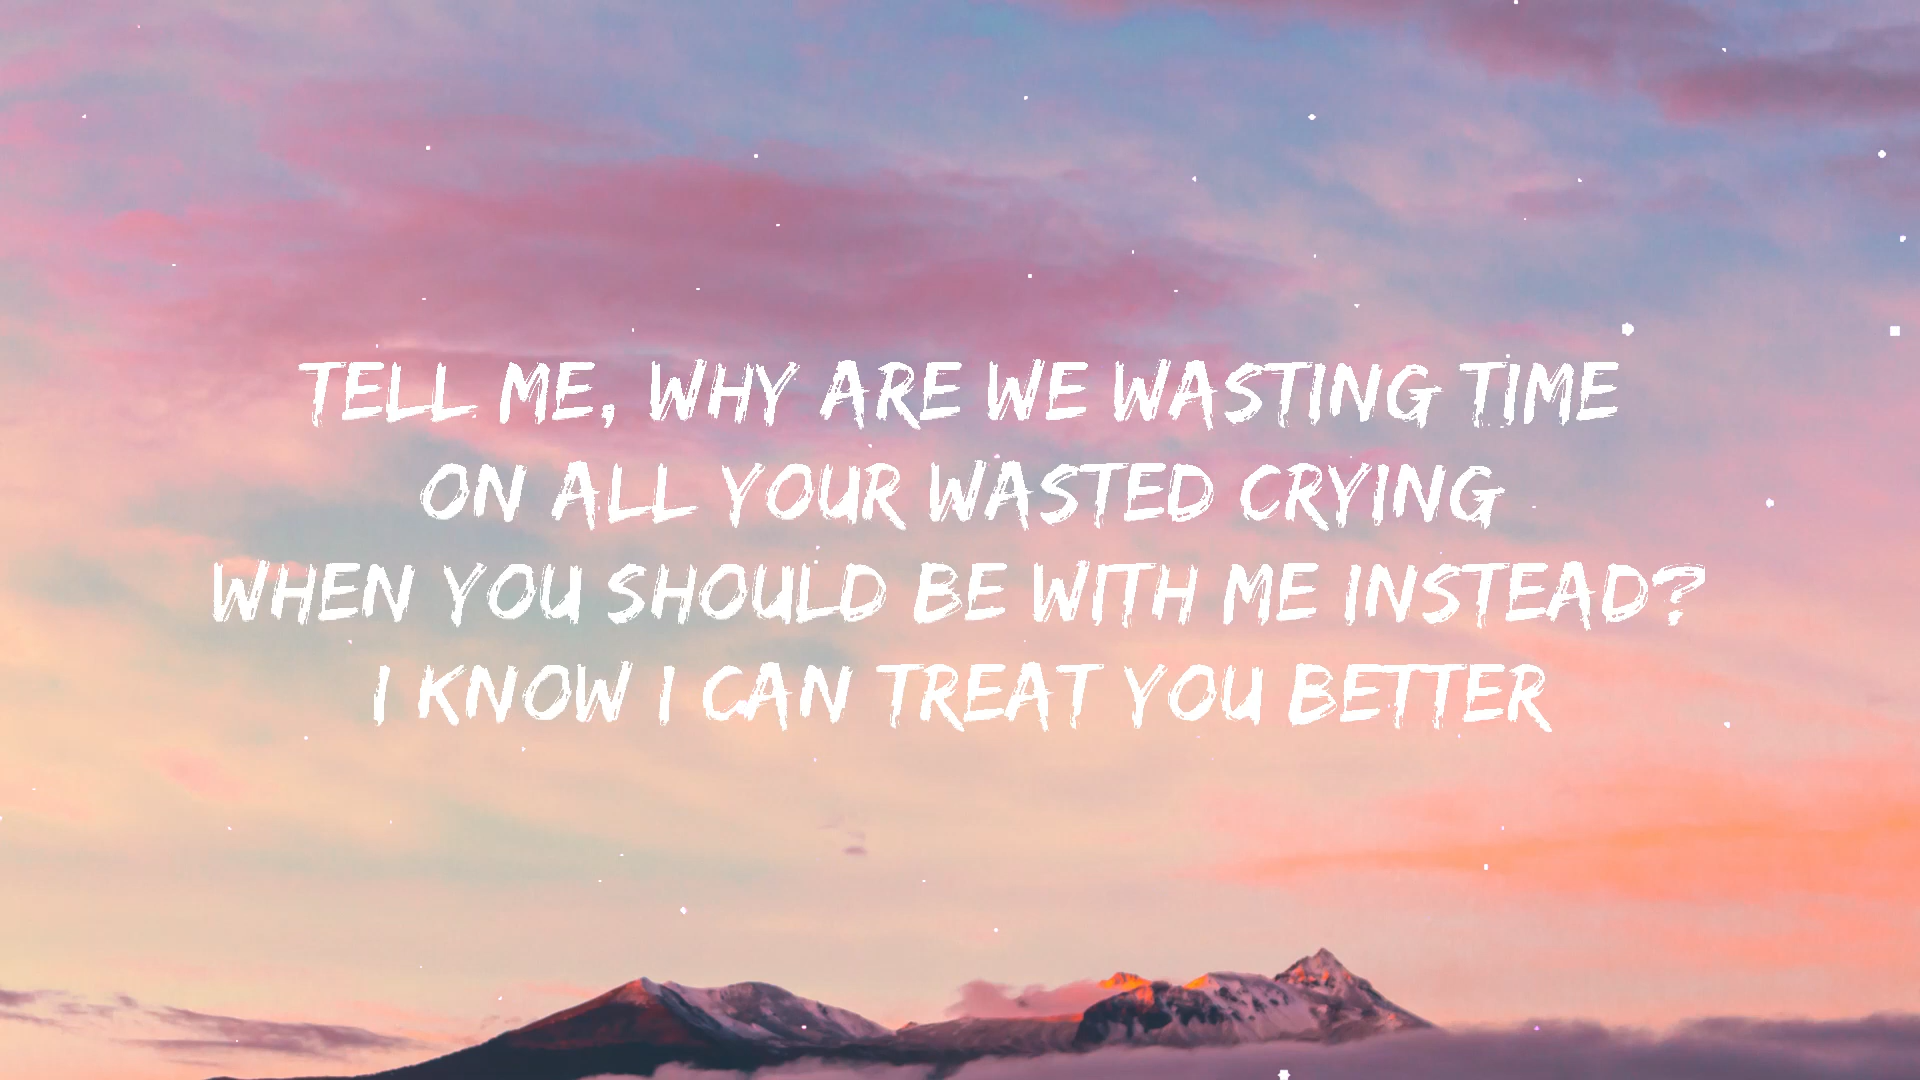 TELL ME, WHY ARE WE WASTING TIME
ON ALL YOUR WASTED CRYING
WHEN YOU SHOULD BE WITH ME INSTEAD?
I KNOW I CAN TREAT YOU BETTER